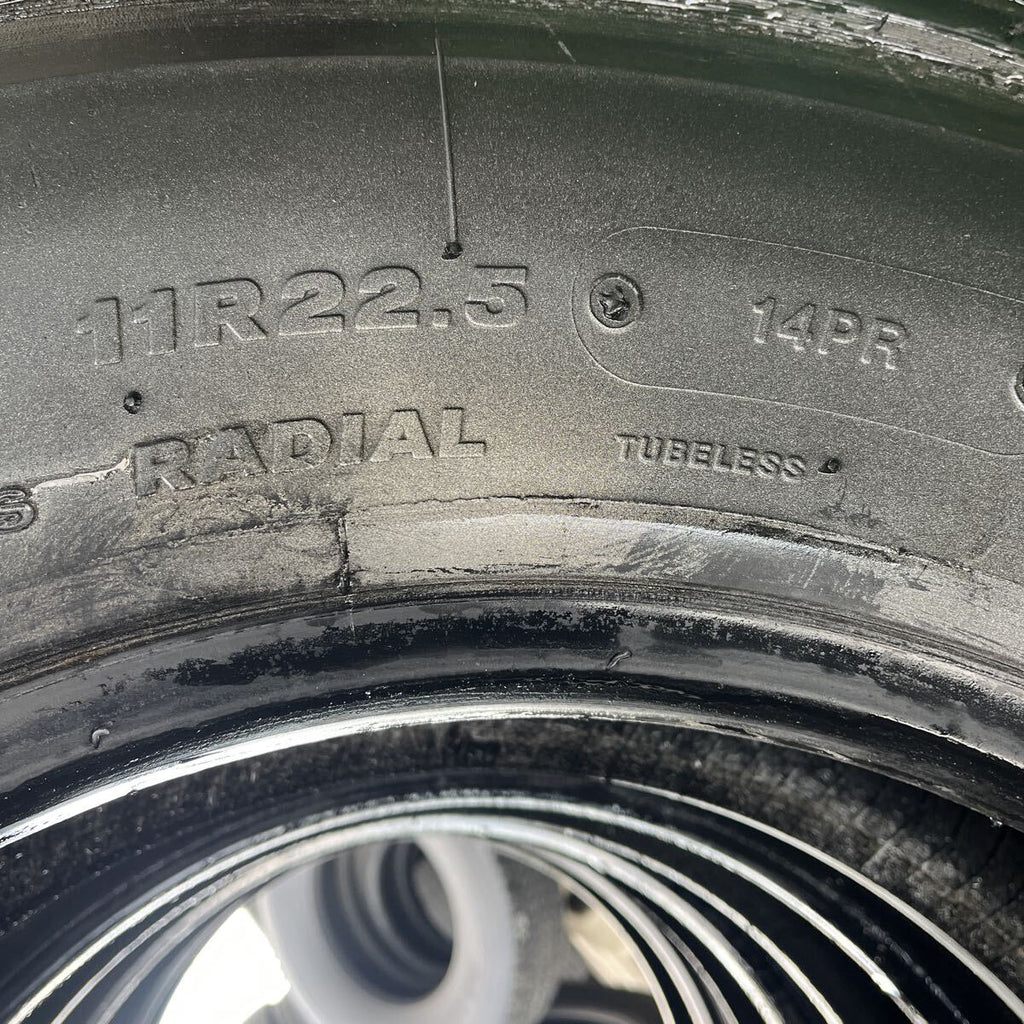 11R22.5
14PR
RADIAL
TUBELESS
S